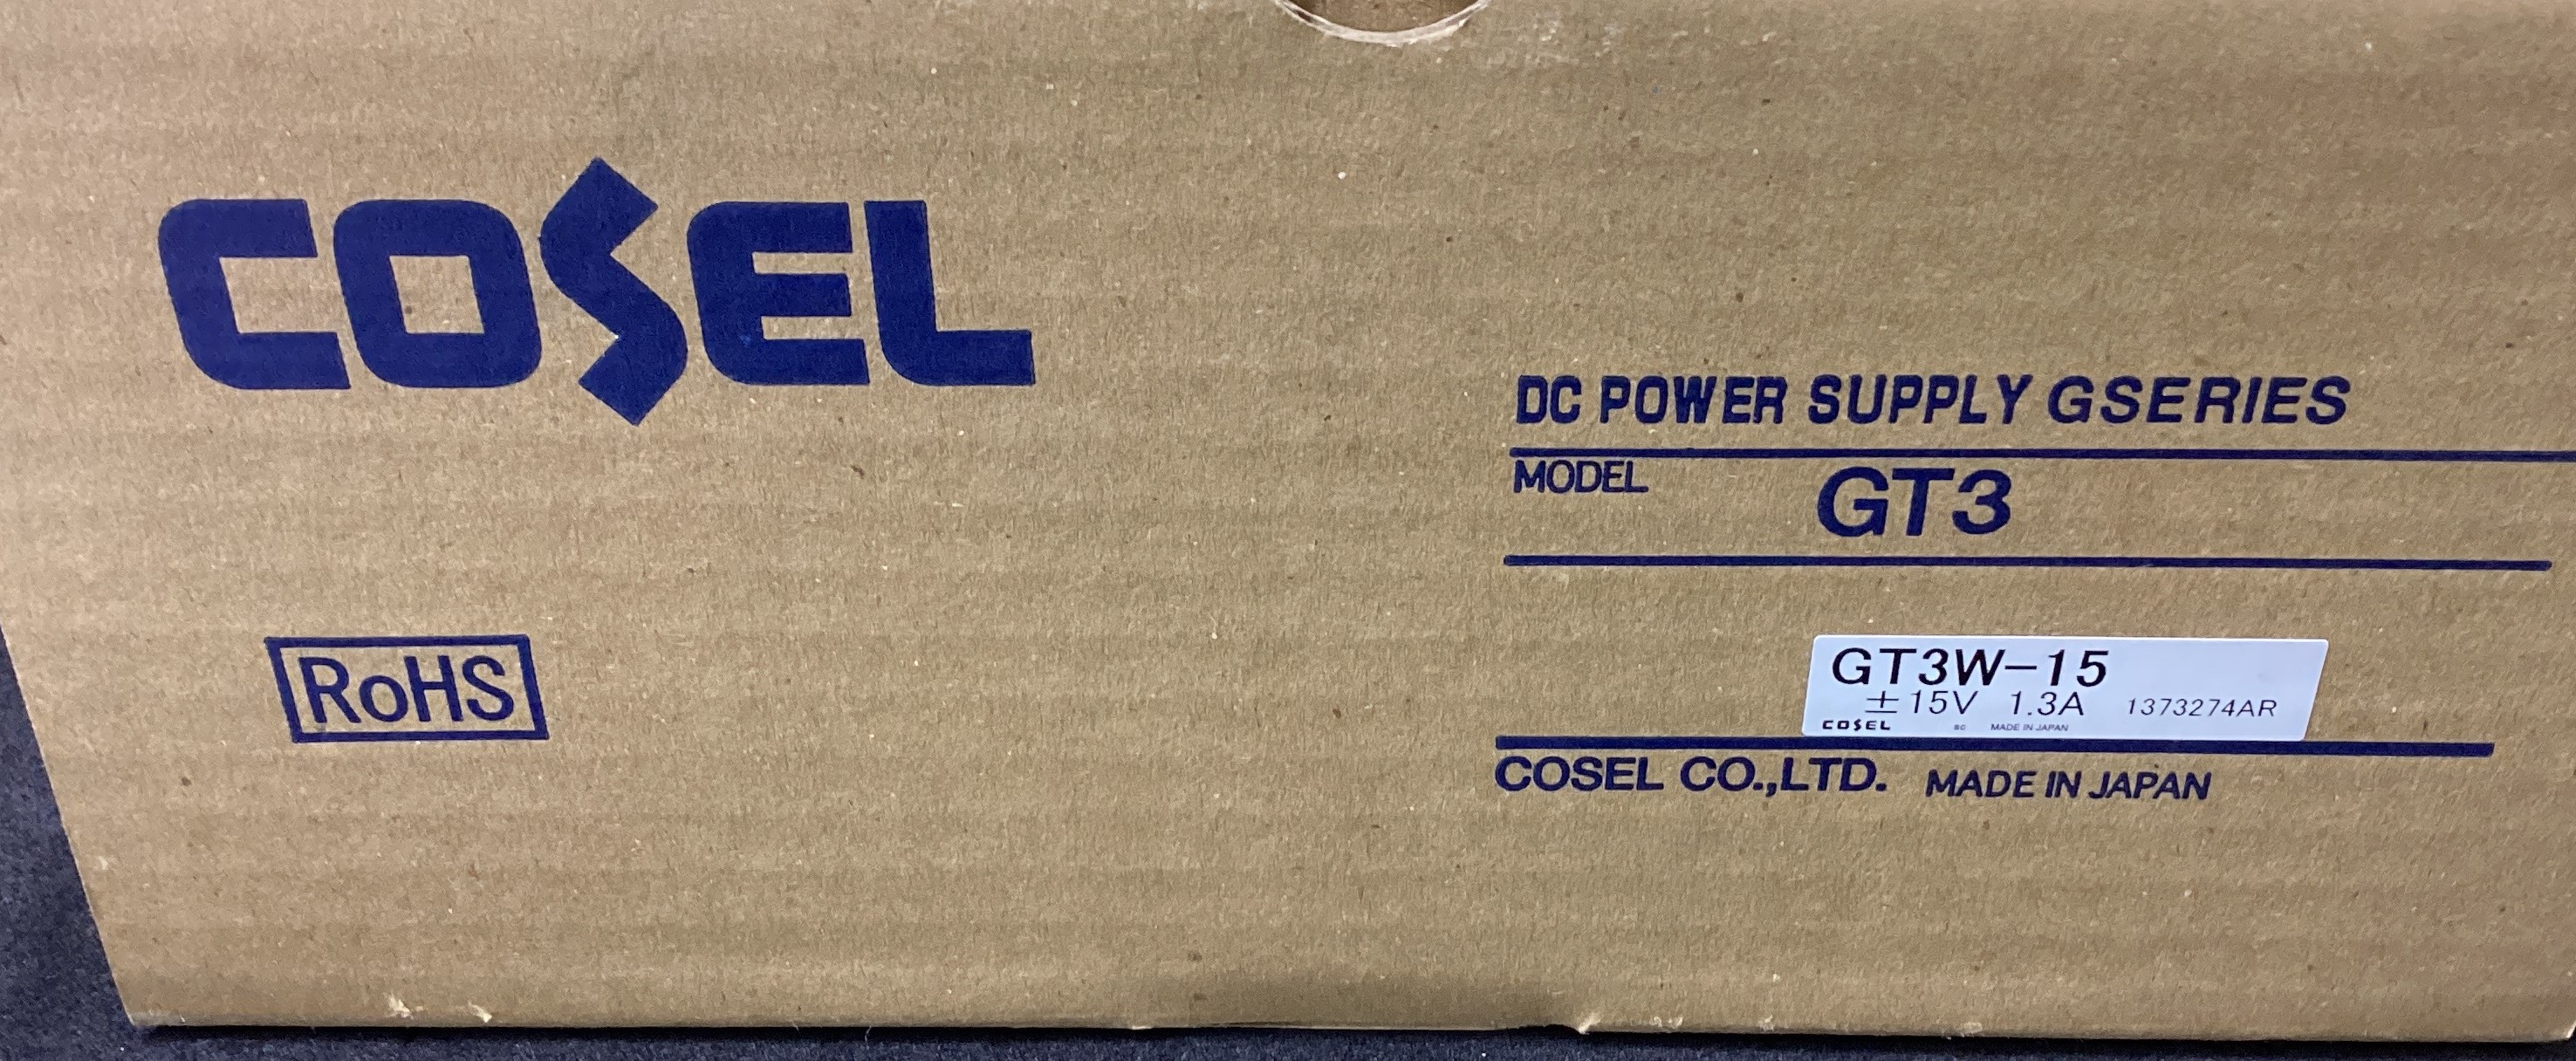 COSEL
DC POWER SUPPLY GSERIES
MODEL GT3
RoHS
GT3W-15
±15V 1.3A 1373274AR
COSEL MADE IN JAPAN
COSEL CO.,LTD. MADE IN JAPAN